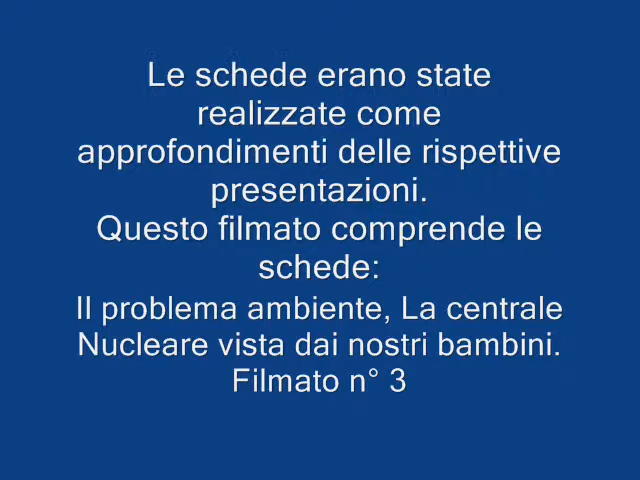 Le schede erano state
realizzate come
approfondimenti delle rispettive
presentazioni.
Questo filmato comprende le
schede:
Il problema ambiente, La centrale
Nucleare vista dai nostri bambini.
Filmato n° 3